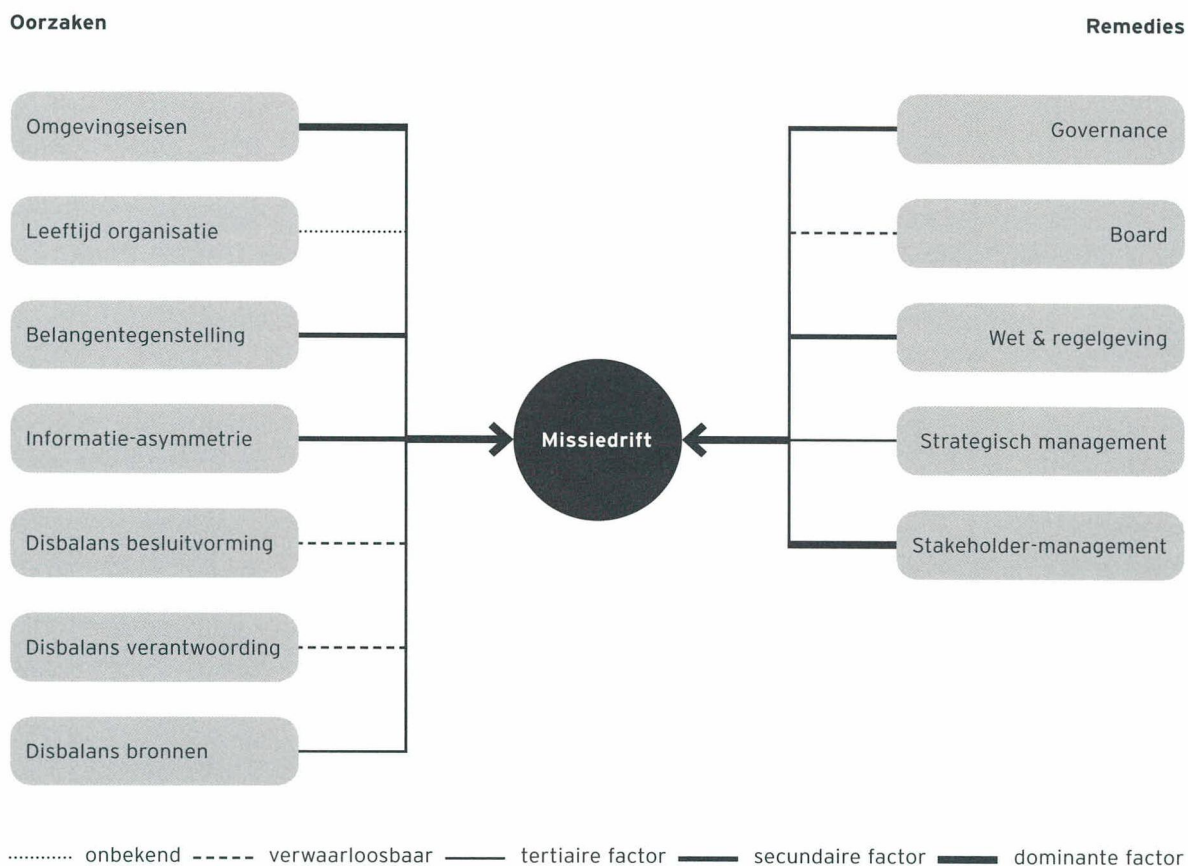 Oorzaken
Remedies
Omgevingseisen
Leeftijd organisatie
Belangentegenstelling
Informatie-asymmetrie
Disbalans besluitvorming
Disbalans verantwoording
Disbalans bronnen
Missiedrift
Governance
Board
Wet & regelgeving
Strategisch management
Stakeholder-management
onbekend verwaarloosbaar tertiaire factor secundaire factor dominante factor